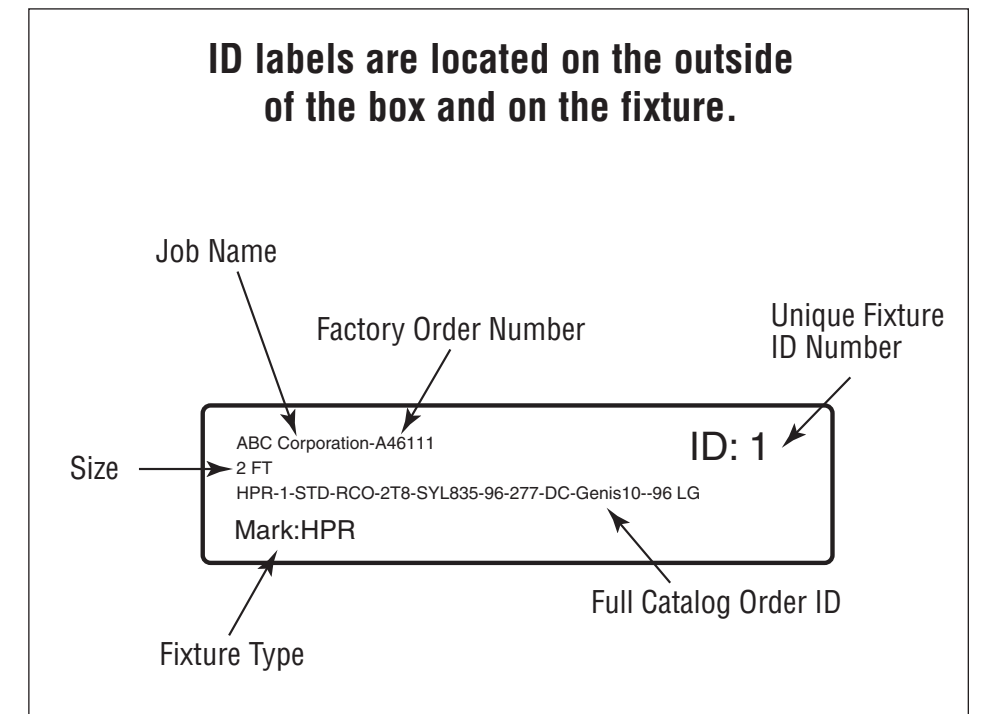 ID labels are located on the outside
of the box and on the fixture.
Job Name
Factory Order Number
Unique Fixture
ID Number
ABC Corporation-A46111
ID: 1
Size
2 FT
HPR-1-STD-RCO-2T8-SYL835-96-277-DC-Genis10--96 LG
Mark:HPR
Full Catalog Order ID
Fixture Type